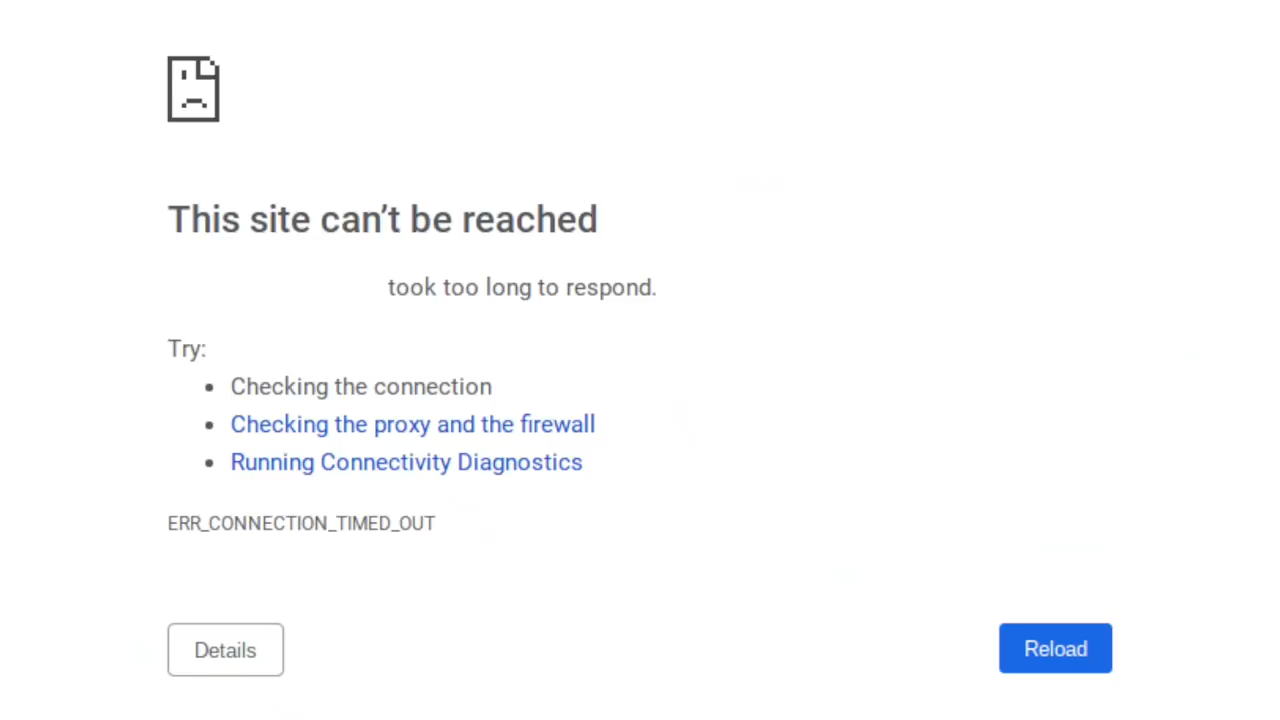 This site can’t be reached
took too long to respond.
Try:
Checking the connection
Checking the proxy and the firewall
Running Connectivity Diagnostics
ERR_CONNECTION_TIMED_OUT
Details
Reload